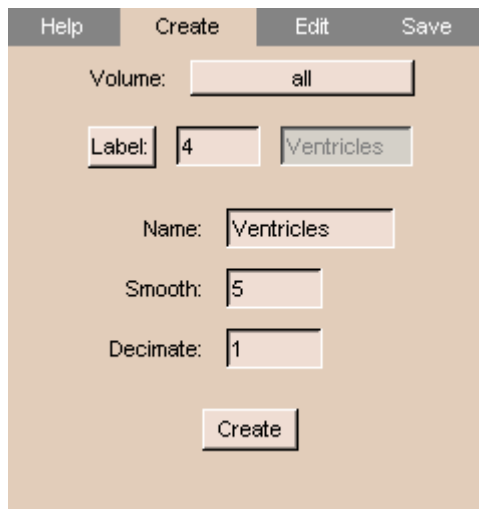 Help Create Edit Save
Volume: all
Label: 4 Ventricles
Name: Ventricles
Smooth: 5
Decimate: 1
Create